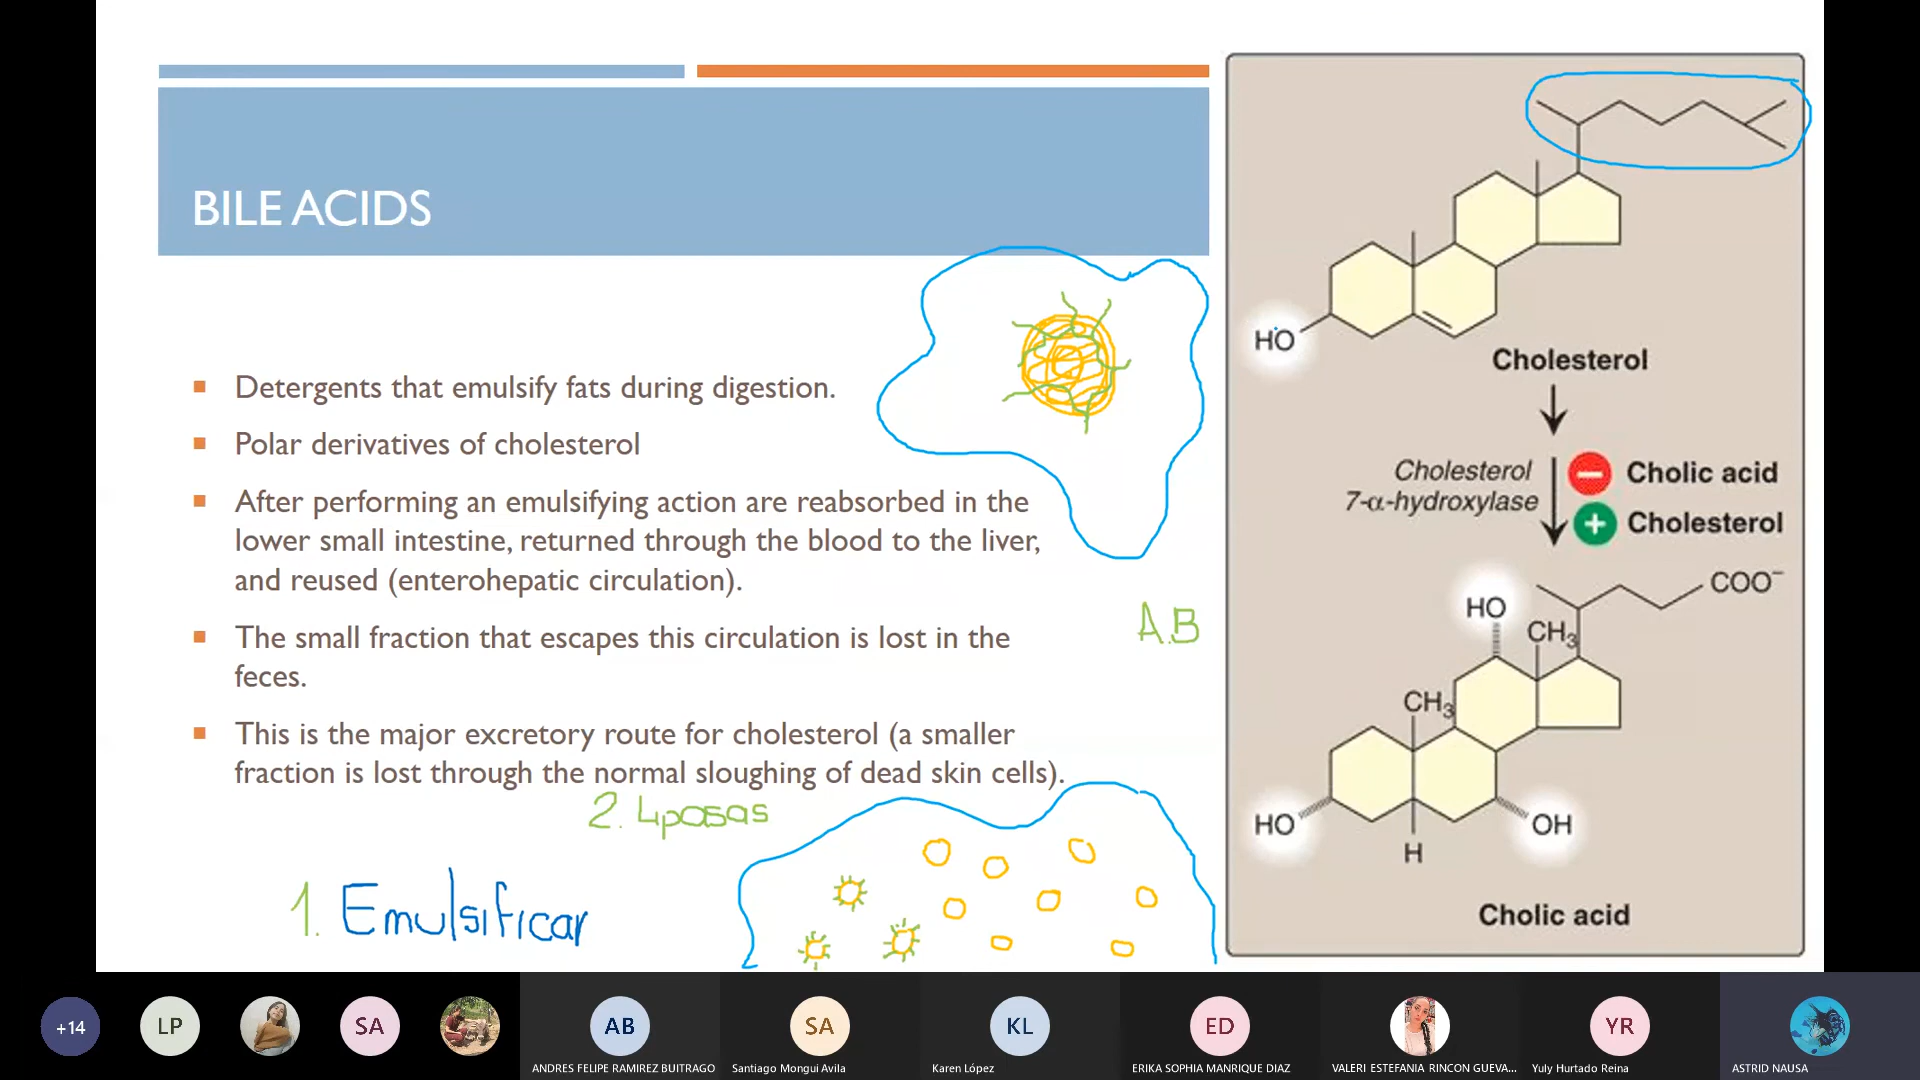 BILE ACIDS
Detergents that emulsify fats during digestion.
Polar derivatives of cholesterol
After performing an emulsifying action are reabsorbed in the
lower small intestine, returned through the blood to the liver,
and reused (enterohepatic circulation).
The small fraction that escapes this circulation is lost in the
feces.
This is the major excretory route for cholesterol (a smaller
fraction is lost through the normal sloughing of dead skin cells).
2. Liposas
1. Emulsificar
A.B
HO
Cholesterol
Cholesterol
7-α-hydroxylase
− Cholic acid
+ Cholesterol
COO⁻
HO
CH₃
CH₃
HO
OH
H
Cholic acid
+14
LP
SA
AB
SA
KL
ED
YR
ANDRES FELIPE RAMIREZ BUITRAGO
Santiago Mongui Avila
Karen López
ERIKA SOPHIA MANRIQUE DIAZ
VALERI ESTEFANIA RINCON GUEVA...
Yuly Hurtado Reina
ASTRID NAUSA